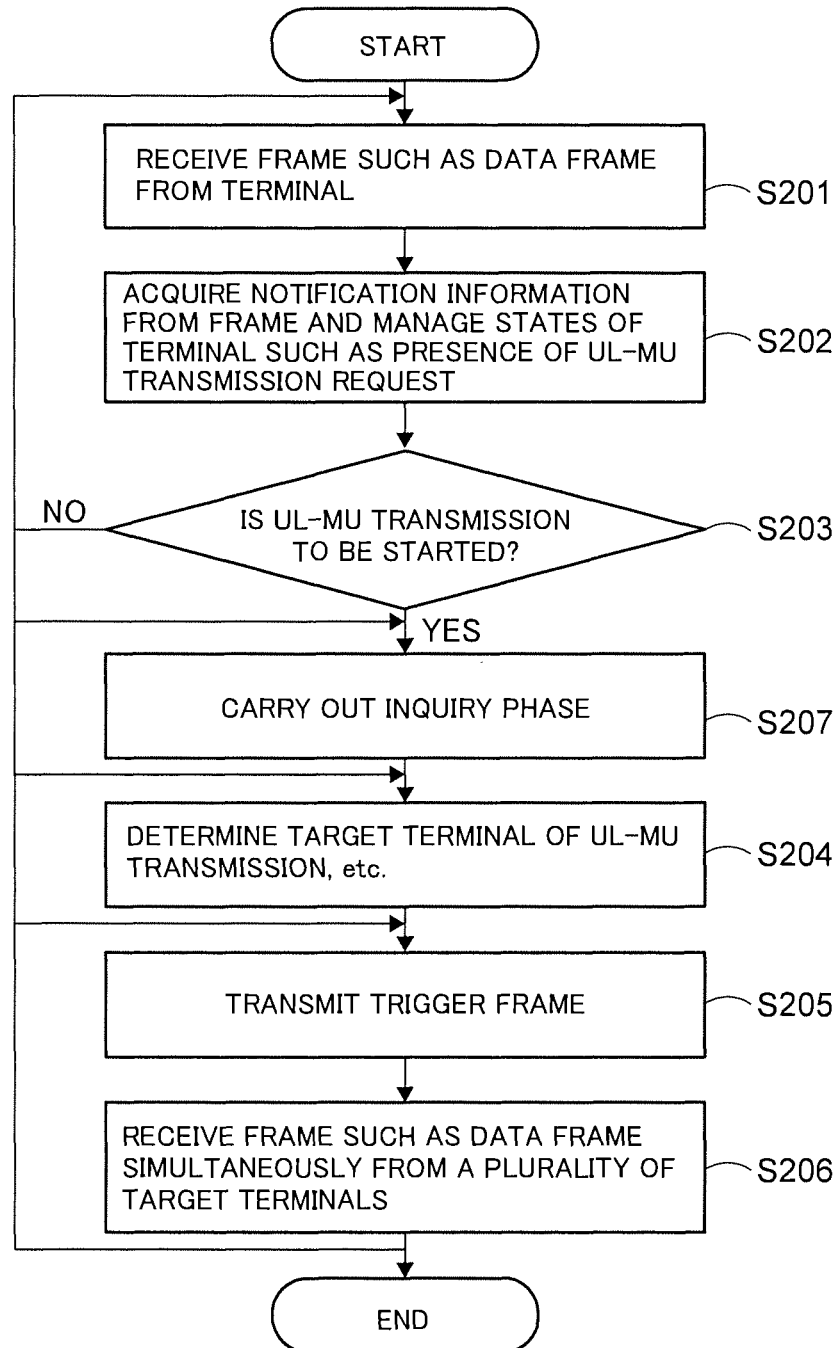 START
RECEIVE FRAME SUCH AS DATA FRAME
FROM TERMINAL
S201
ACQUIRE NOTIFICATION INFORMATION
FROM FRAME AND MANAGE STATES OF
TERMINAL SUCH AS PRESENCE OF UL-MU
TRANSMISSION REQUEST
S202
NO
IS UL-MU TRANSMISSION
TO BE STARTED?
S203
YES
CARRY OUT INQUIRY PHASE
S207
DETERMINE TARGET TERMINAL OF UL-MU
TRANSMISSION, etc.
S204
TRANSMIT TRIGGER FRAME
S205
RECEIVE FRAME SUCH AS DATA FRAME
SIMULTANEOUSLY FROM A PLURALITY OF
TARGET TERMINALS
S206
END